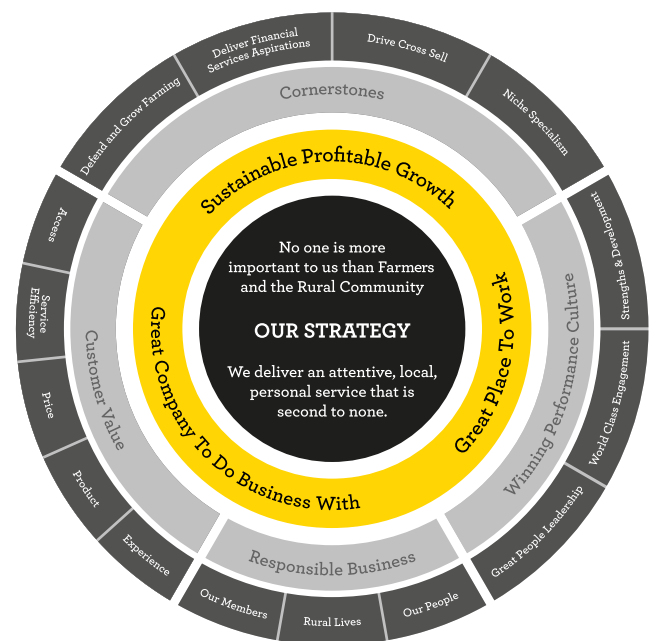 No one is more
important to us than Farmers
and the Rural Community
OUR STRATEGY
We deliver an attentive, local,
personal service that is
second to none.
Sustainable Profitable Growth
Great Place To Work
Great Company To Do Business With
Cornerstones
Winning Performance Culture
Responsible Business
Customer Value
Defend and Grow Farming
Deliver Financial
Services Aspirations
Drive Cross Sell
Niche Specialism
Strengths & Development
World Class Engagement
Great People Leadership
Our People
Rural Lives
Our Members
Experience
Product
Price
Service
Efficiency
Access